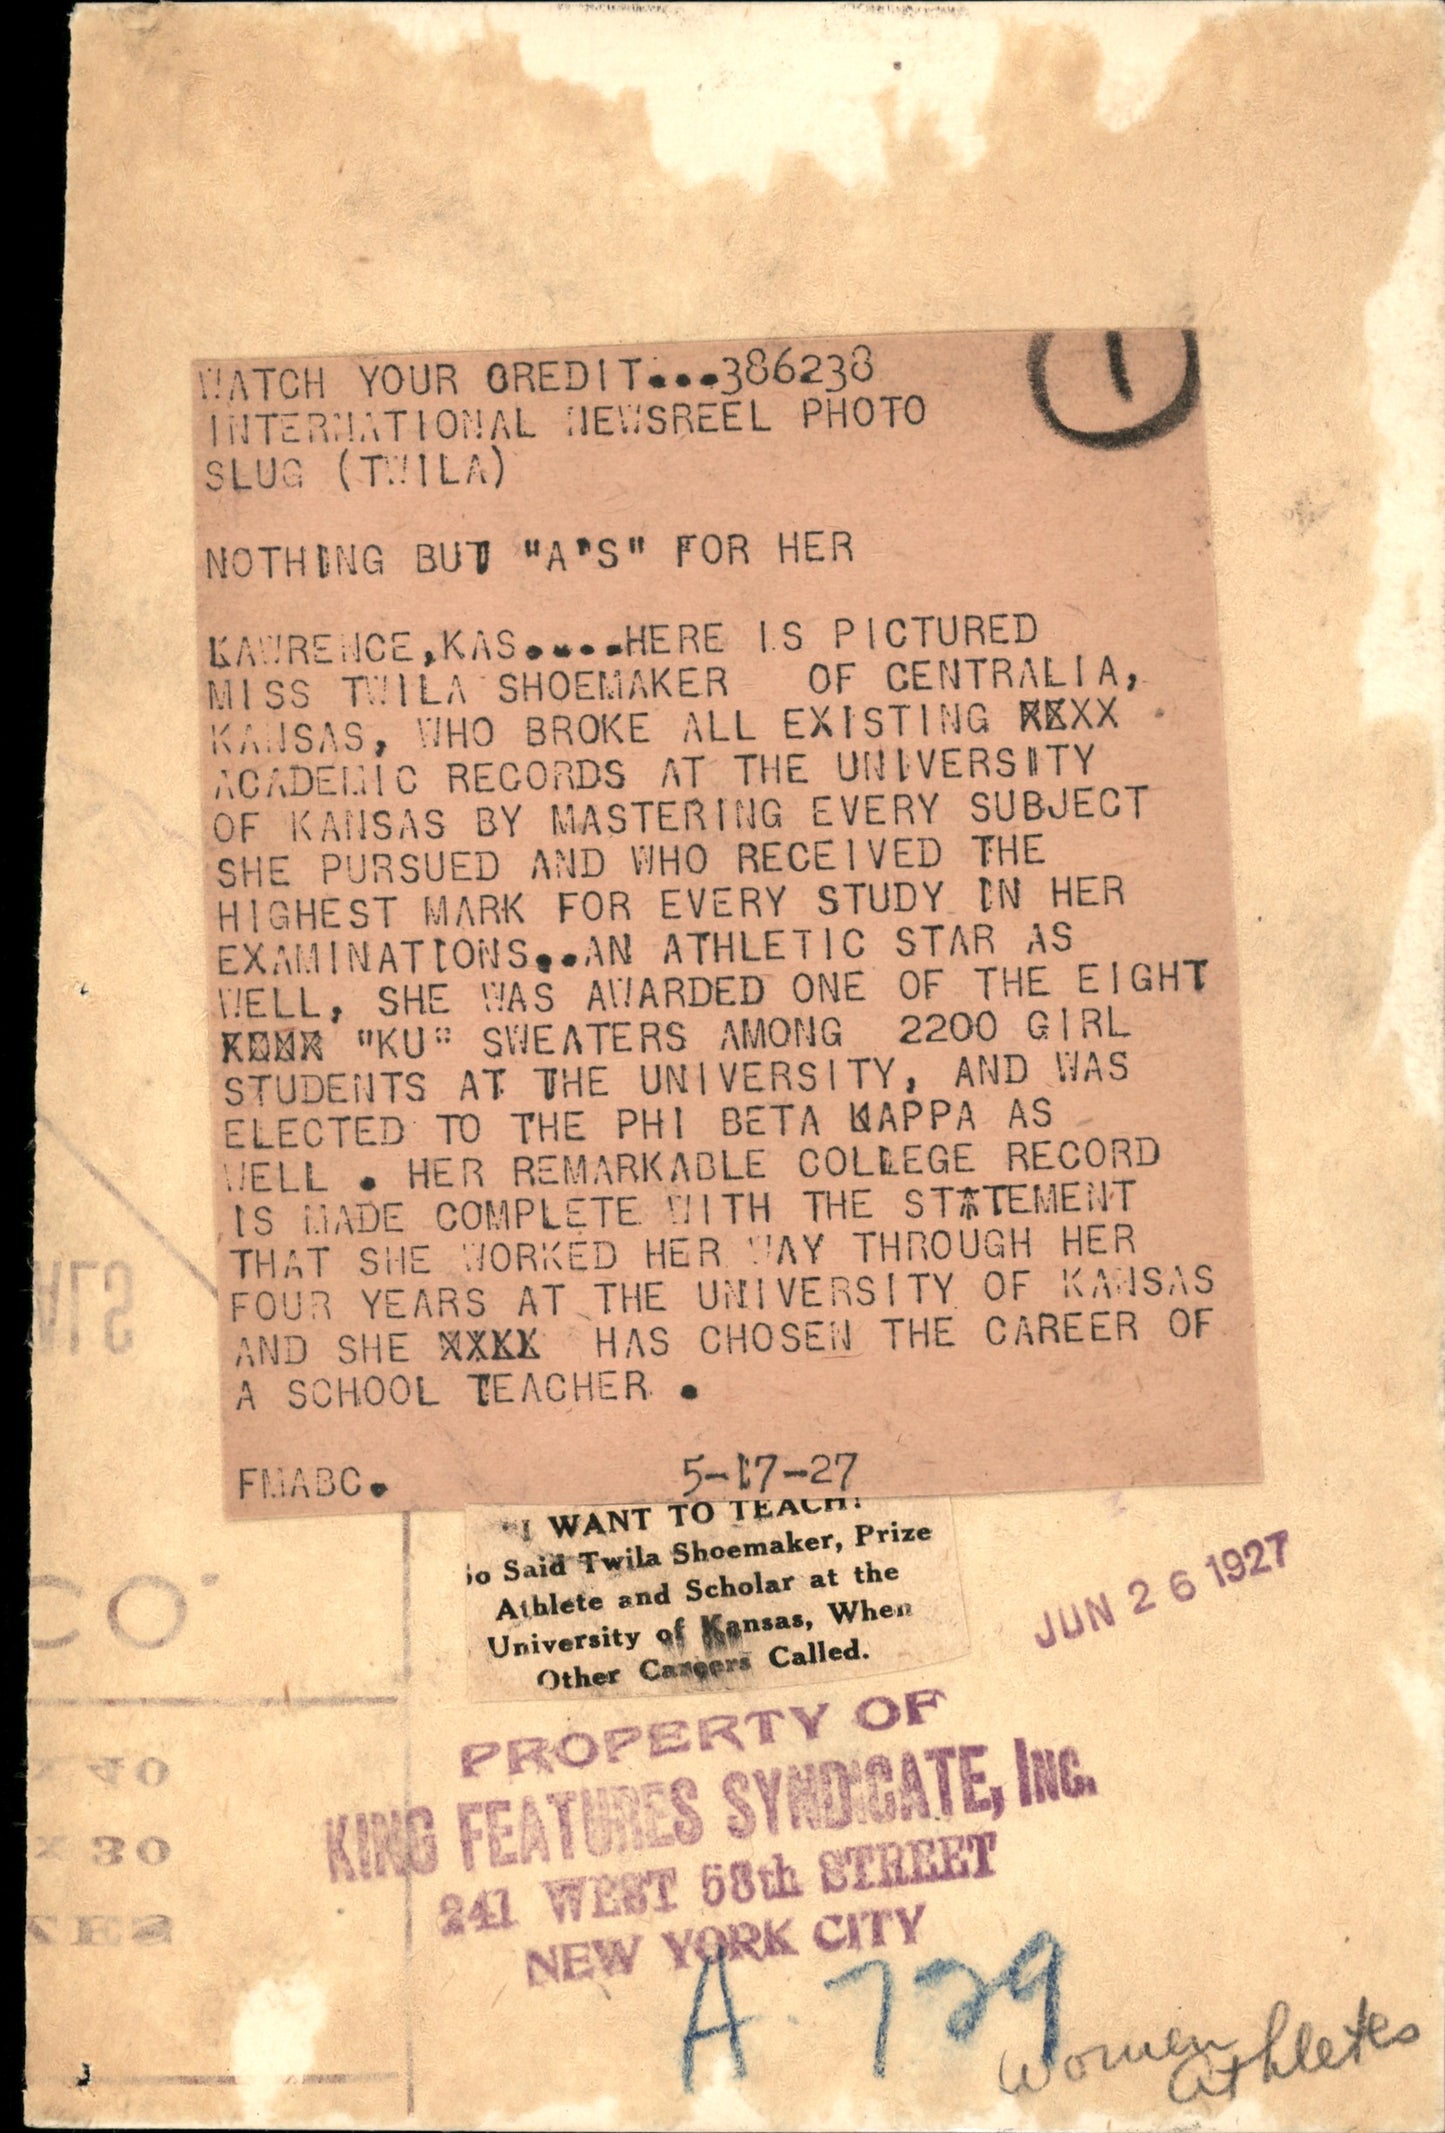 WATCH YOUR CREDIT...386238
INTERNATIONAL NEWSREEL PHOTO
SLUG (TWILA)
1
NOTHING BUT "A'S" FOR HER
LAWRENCE,KAS.....HERE IS PICTURED
MISS TWILA SHOEMAKER OF CENTRALIA,
KANSAS, WHO BROKE ALL EXISTING XXXX
ACADEMIC RECORDS AT THE UNIVERSITY
OF KANSAS BY MASTERING EVERY SUBJECT
SHE PURSUED AND WHO RECEIVED THE
HIGHEST MARK FOR EVERY STUDY IN HER
EXAMINATIONS..AN ATHLETIC STAR AS
WELL, SHE WAS AWARDED ONE OF THE EIGHT
XXXX "KU" SWEATERS AMONG 2200 GIRL
STUDENTS AT THE UNIVERSITY, AND WAS
ELECTED TO THE PHI BETA KAPPA AS
WELL . HER REMARKABLE COLLEGE RECORD
IS MADE COMPLETE WITH THE STATEMENT
THAT SHE WORKED HER WAY THROUGH HER
FOUR YEARS AT THE UNIVERSITY OF KANSAS
AND SHE XXXX HAS CHOSEN THE CAREER OF
A SCHOOL TEACHER .
FMABC. 5-17-27
"I WANT TO TEACH!
So Said Twila Shoemaker, Prize
Athlete and Scholar at the
University of Kansas, When
Other Careers Called.
JUN 26 1927
CO.
PROPERTY OF
KING FEATURES SYNDICATE, INC.
241 WEST 58th STREET
NEW YORK CITY
x 40
x 30
A. 729
Women
Athletes